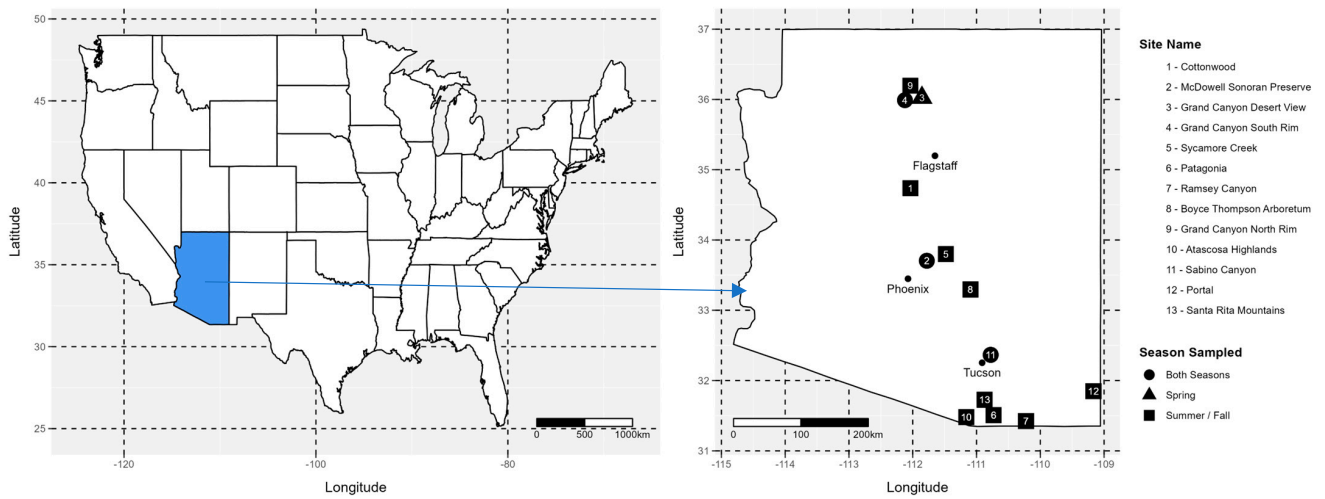 50
45
40
35
30
25
Latitude
-120
-100
-80
Longitude
0
500
1000km
37
36
35
34
33
32
31
Latitude
9
4
3
Flagstaff
1
5
2
Phoenix
8
11
Tucson
12
13
10
6
7
0
100
200km
-115
-114
-113
-112
-111
-110
-109
Longitude
Site Name
1 - Cottonwood
2 - McDowell Sonoran Preserve
3 - Grand Canyon Desert View
4 - Grand Canyon South Rim
5 - Sycamore Creek
6 - Patagonia
7 - Ramsey Canyon
8 - Boyce Thompson Arboretum
9 - Grand Canyon North Rim
10 - Atascosa Highlands
11 - Sabino Canyon
12 - Portal
13 - Santa Rita Mountains
Season Sampled
Both Seasons
Spring
Summer / Fall